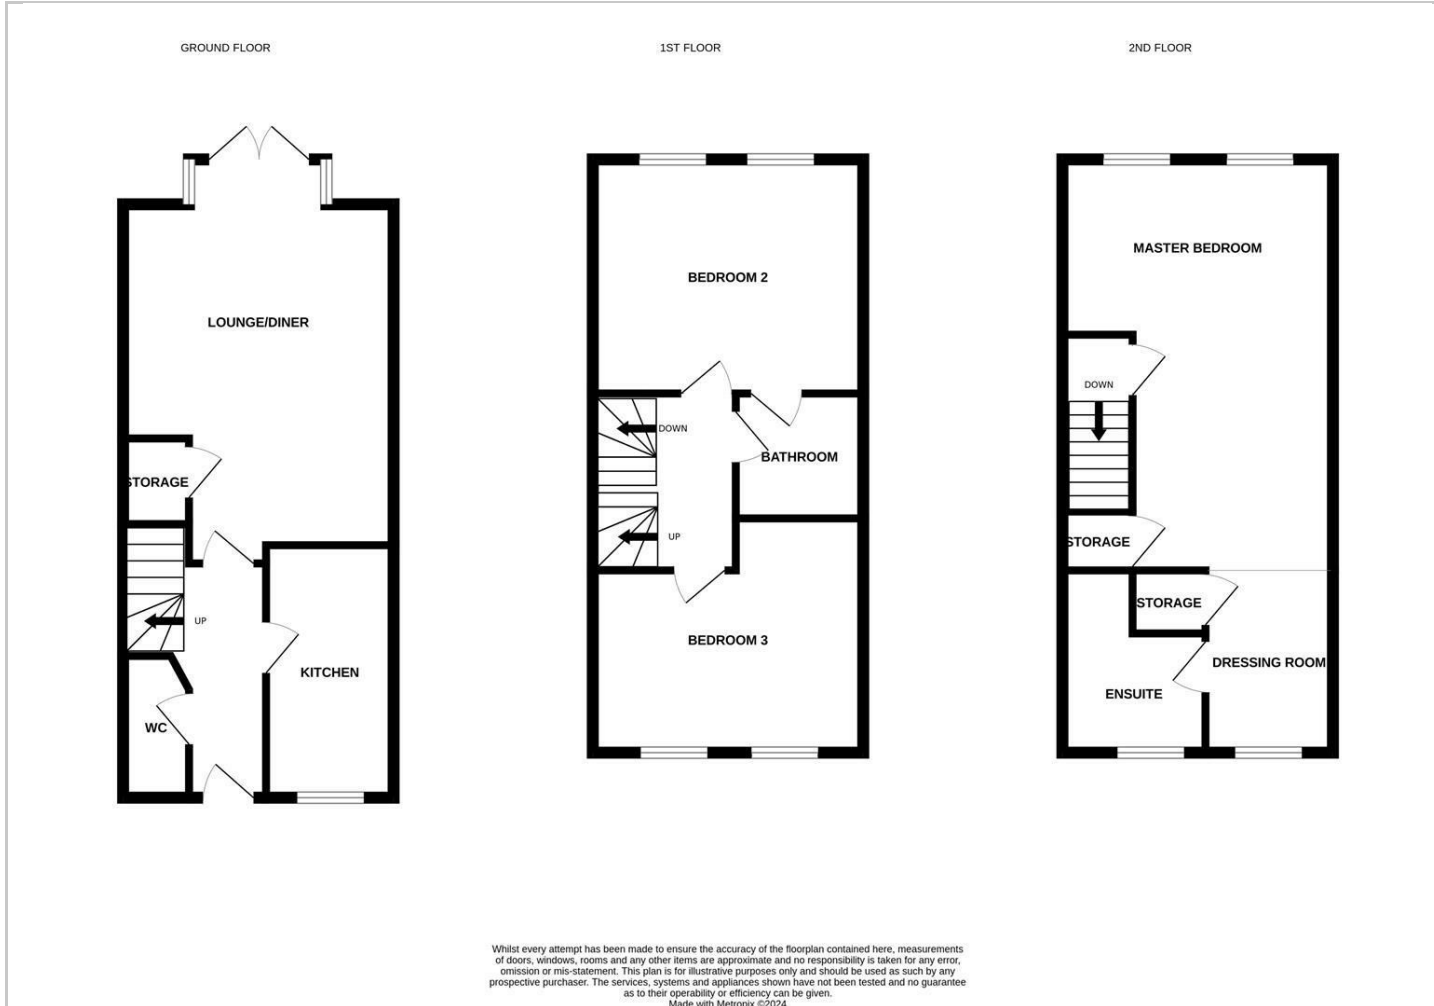 GROUND FLOOR
1ST FLOOR
2ND FLOOR
LOUNGE/DINER
STORAGE
UP
KITCHEN
WC
BEDROOM 2
DOWN
BATHROOM
UP
BEDROOM 3
MASTER BEDROOM
DOWN
STORAGE
STORAGE
DRESSING ROOM
ENSUITE
Whilst every attempt has been made to ensure the accuracy of the floorplan contained here, measurements
of doors, windows, rooms and any other items are approximate and no responsibility is taken for any error,
omission or mis-statement. This plan is for illustrative purposes only and should be used as such by any
prospective purchaser. The services, systems and appliances shown have not been tested and no guarantee
as to their operability or efficiency can be given.
Made with Metropix ©2024